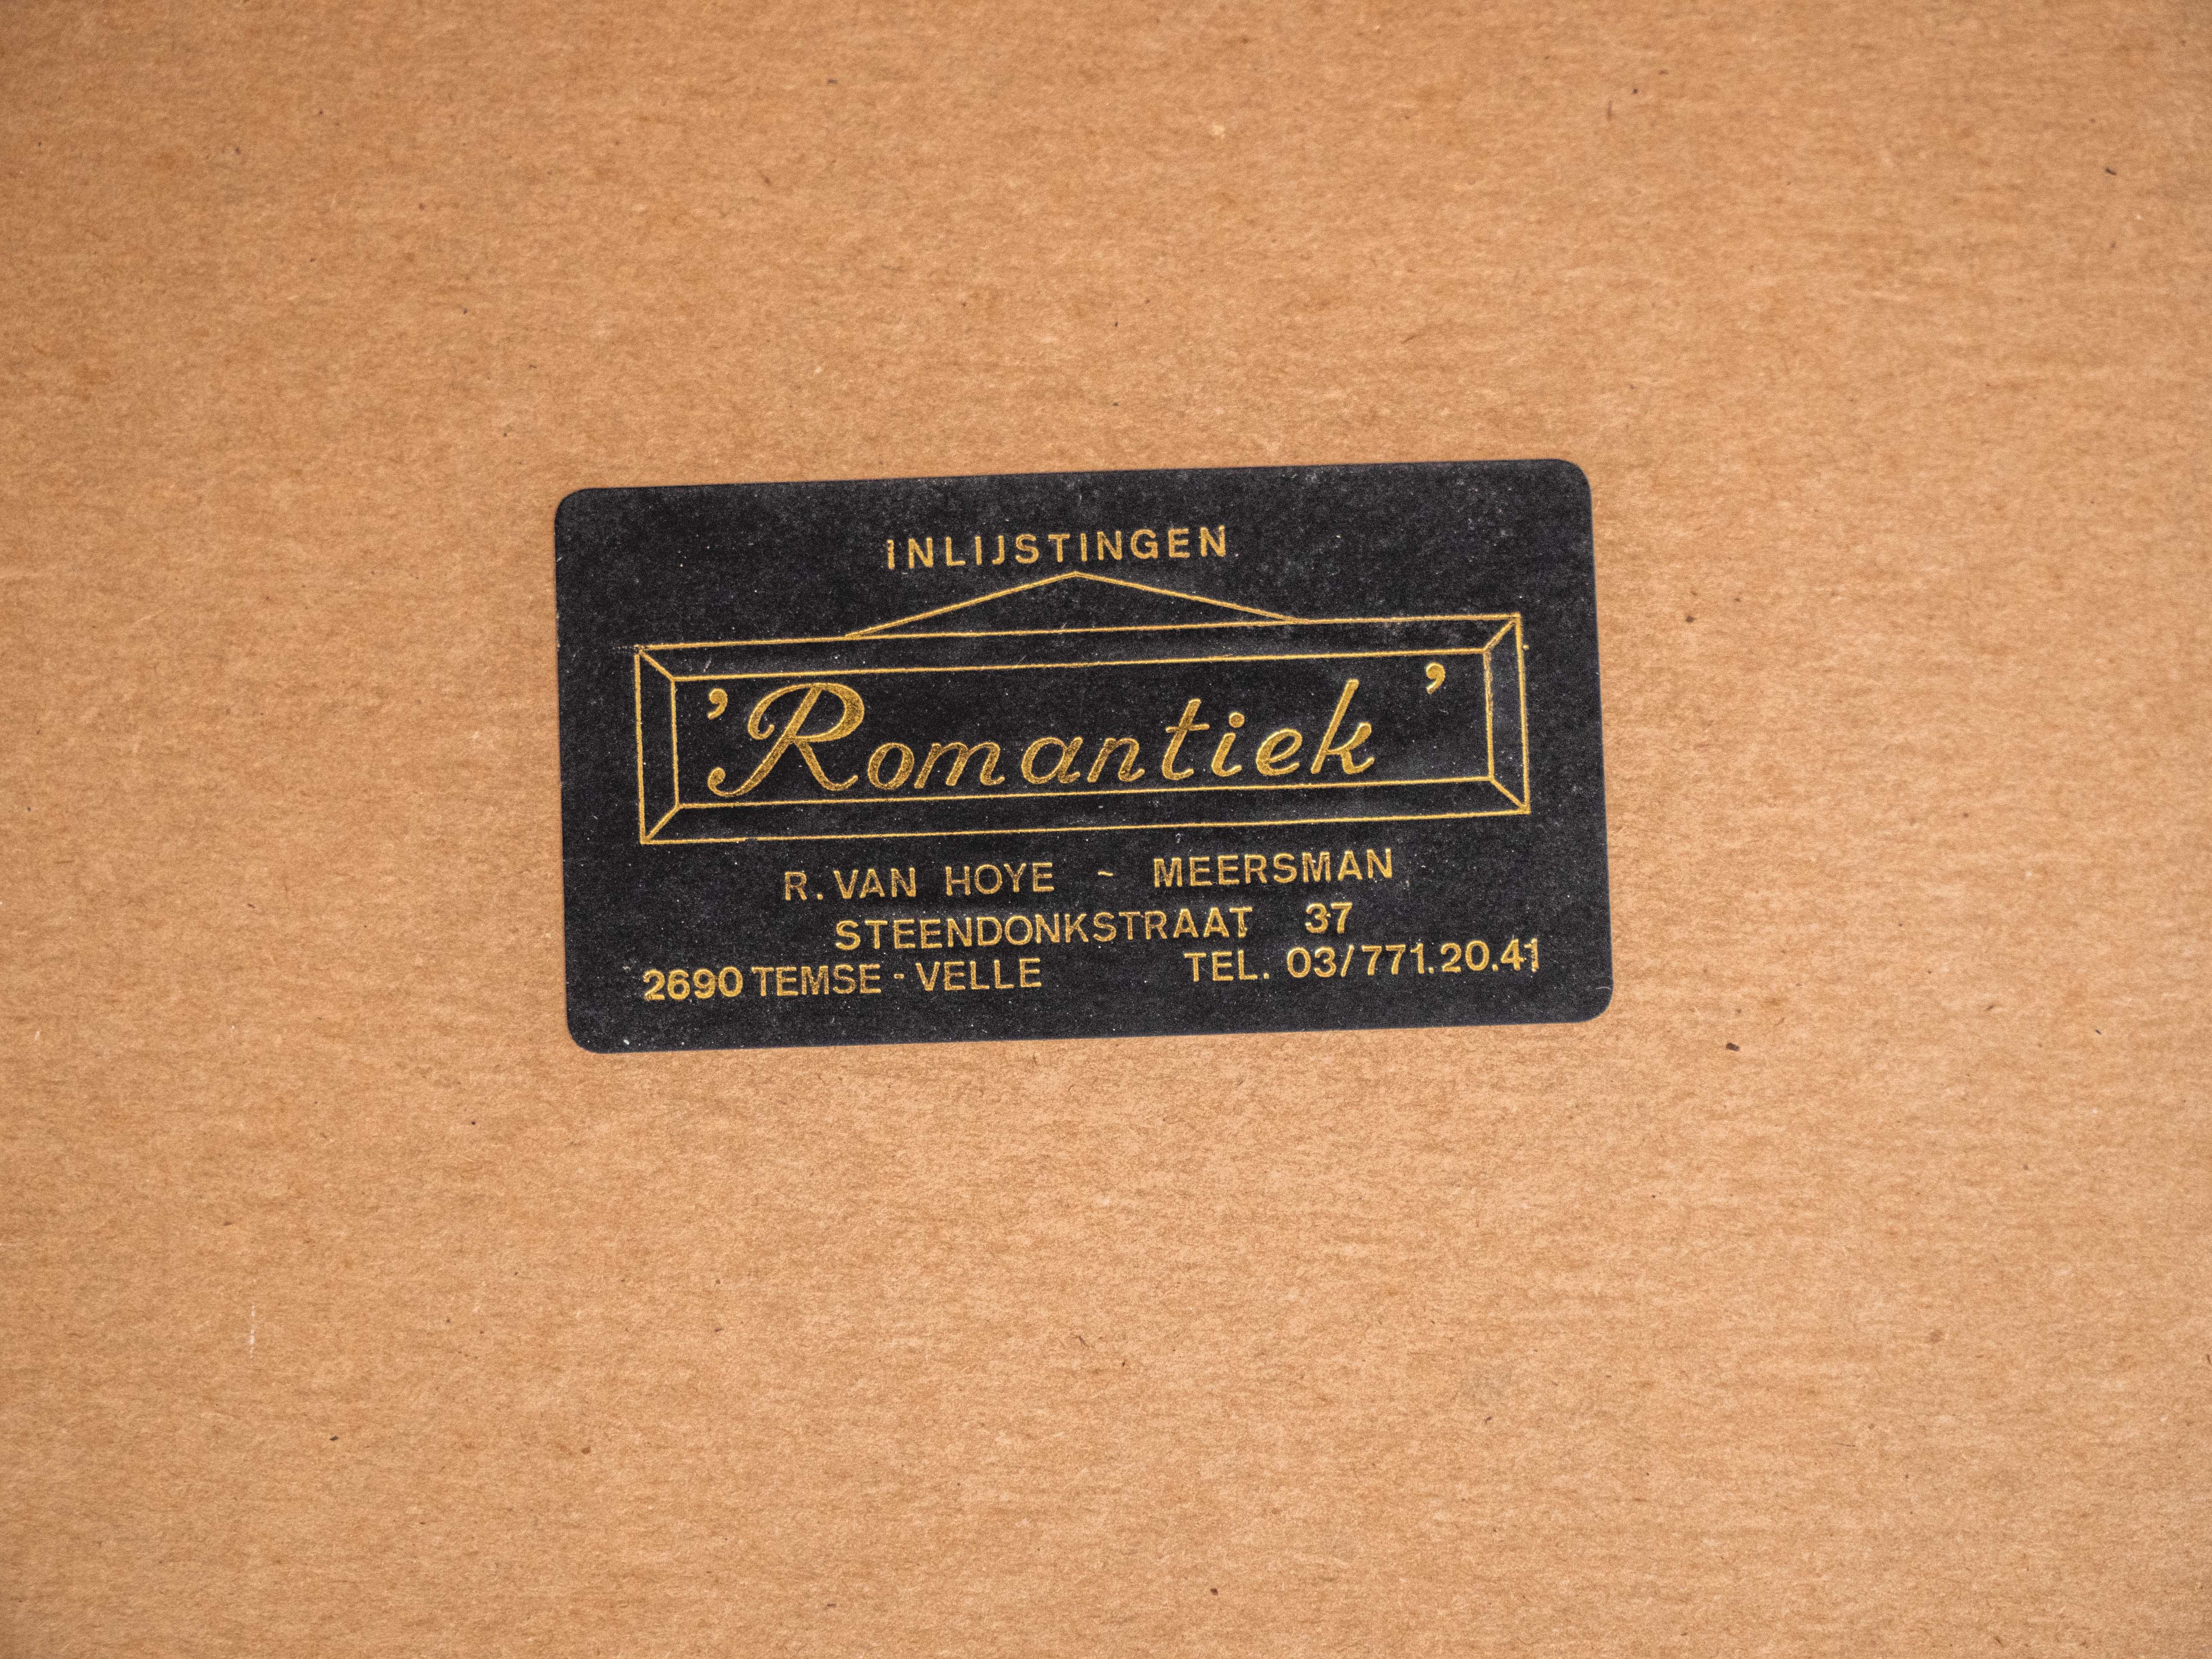 INLIJSTINGEN
’Romantiek’
R. VAN HOYE - MEERSMAN
STEENDONKSTRAAT 37
2690 TEMSE - VELLE TEL. 03/771.20.41